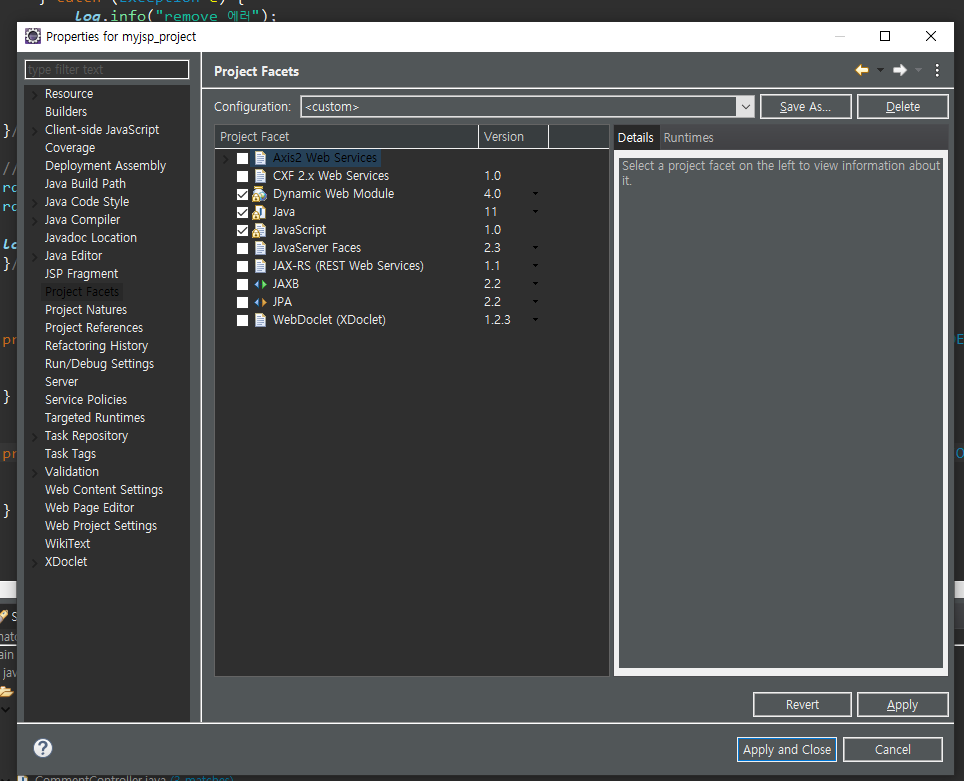 } catch (Exception e) {
log.info("remove 에러");
Properties for myjsp_project
type filter text
Resource
Builders
Client-side JavaScript
Coverage
Deployment Assembly
Java Build Path
Java Code Style
Java Compiler
Javadoc Location
Java Editor
JSP Fragment
Project Facets
Project Natures
Project References
Refactoring History
Run/Debug Settings
Server
Service Policies
Targeted Runtimes
Task Repository
Task Tags
Validation
Web Content Settings
Web Page Editor
Web Project Settings
WikiText
XDoclet
Project Facets
Configuration: <custom> Save As... Delete
Project Facet Version
Axis2 Web Services
CXF 2.x Web Services 1.0
Dynamic Web Module 4.0
Java 11
JavaScript 1.0
JavaServer Faces 2.3
JAX-RS (REST Web Services) 1.1
JAXB 2.2
JPA 2.2
WebDoclet (XDoclet) 1.2.3
Details Runtimes
Select a project facet on the left to view information about
it.
Revert Apply
Apply and Close Cancel
CommentController.java (2 matches)